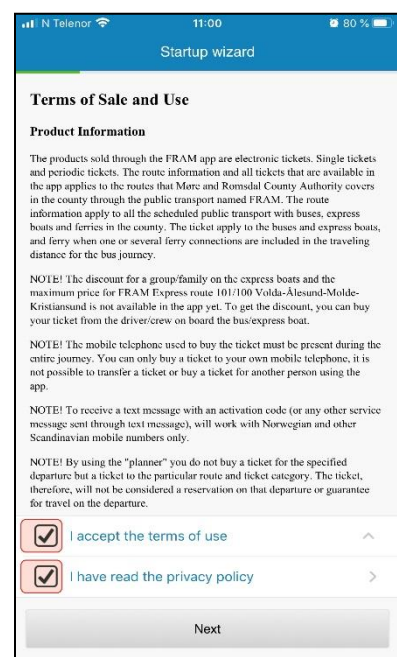 N Telenor 11:00 80 %
Startup wizard
Terms of Sale and Use
Product Information
The products sold through the FRAM app are electronic tickets. Single tickets
and periodic tickets. The route information and all tickets that are available in
the app applies to the routes that Møre and Romsdal County Authority covers
in the county through the public transport named FRAM. The route
information apply to all the scheduled public transport with buses, express
boats and ferries in the county. The ticket apply to the buses and express boats,
and ferry when one or several ferry connections are included in the traveling
distance for the bus journey.
NOTE! The discount for a group/family on the express boats and the
maximum price for FRAM Express route 101/100 Volda-Ålesund-Molde-
Kristiansund is not available in the app yet. To get the discount, you can buy
your ticket from the driver/crew on board the bus/express boat.
NOTE! The mobile telephone used to buy the ticket must be present during the
entire journey. You can only buy a ticket to your own mobile telephone, it is
not possible to transfer a ticket or buy a ticket for another person using the
app.
NOTE! To receive a text message with an activation code (or any other service
message sent through text message), will work with Norwegian and other
Scandinavian mobile numbers only.
NOTE! By using the "planner" you do not buy a ticket for the specified
departure but a ticket to the particular route and ticket category. The ticket,
therefore, will not be considered a reservation on that departure or guarantee
for travel on the departure.
I accept the terms of use
I have read the privacy policy
Next